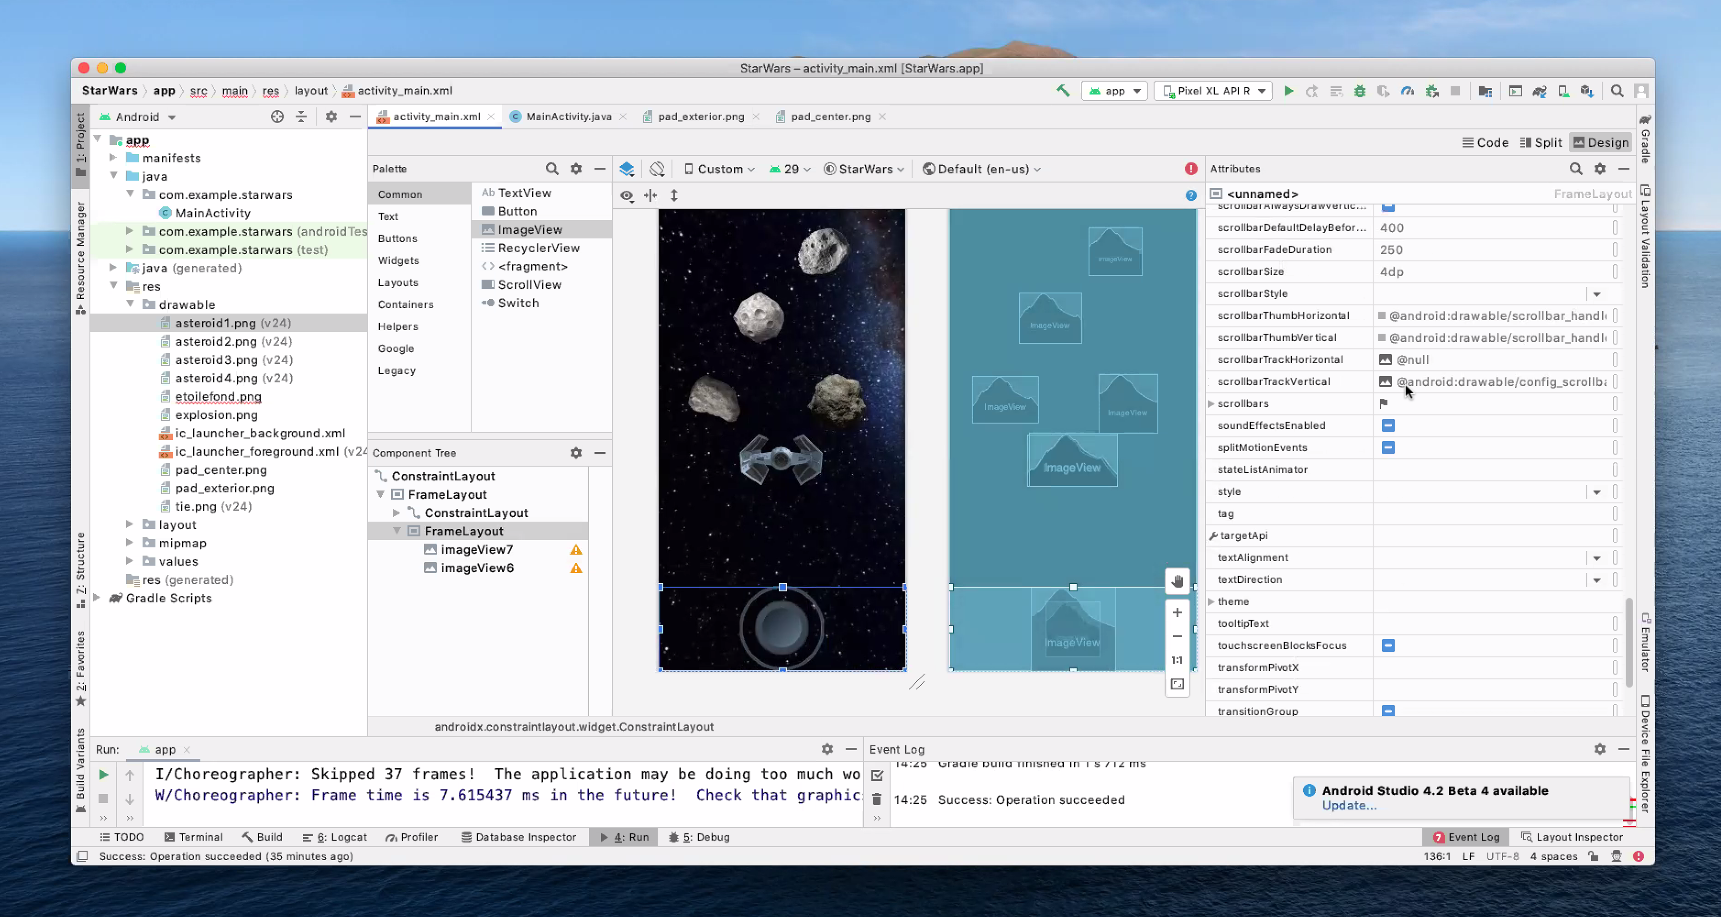 StarWars – activity_main.xml [StarWars.app]
StarWars app src main res layout activity_main.xml
app Pixel XL API R
Android
activity_main.xml MainActivity.java pad_exterior.png pad_center.png
Code Split Design
1: Project
Resource Manager
Z: Structure
2: Favorites
Build Variants
app
manifests
java
com.example.starwars
MainActivity
com.example.starwars (androidTes
com.example.starwars (test)
java (generated)
res
drawable
asteroid1.png (v24)
asteroid2.png (v24)
asteroid3.png (v24)
asteroid4.png (v24)
etoilefond.png
explosion.png
ic_launcher_background.xml
ic_launcher_foreground.xml (v24
pad_center.png
pad_exterior.png
tie.png (v24)
layout
mipmap
values
res (generated)
Gradle Scripts
Palette
Common
Text
Buttons
Widgets
Layouts
Containers
Helpers
Google
Legacy
Ab TextView
Button
ImageView
RecyclerView
<fragment>
ScrollView
Switch
Component Tree
ConstraintLayout
FrameLayout
ConstraintLayout
FrameLayout
imageView7
imageView6
Custom 29 StarWars Default (en-us)
ImageView
ImageView
ImageView ImageView
ImageView
ImageView
1:1
androidx.constraintlayout.widget.ConstraintLayout
Attributes
<unnamed> FrameLayout
scrollbarAlwaysDrawVertic...
scrollbarDefaultDelayBefor... 400
scrollbarFadeDuration 250
scrollbarSize 4dp
scrollbarStyle
scrollbarThumbHorizontal @android:drawable/scrollbar_handl
scrollbarThumbVertical @android:drawable/scrollbar_handl
scrollbarTrackHorizontal @null
scrollbarTrackVertical @android:drawable/config_scrollba
scrollbars
soundEffectsEnabled
splitMotionEvents
stateListAnimator
style
tag
targetApi
textAlignment
textDirection
theme
tooltipText
touchscreenBlocksFocus
transformPivotX
transformPivotY
transitionGroup
Gradle
Layout Validation
Emulator
Device File Explorer
Run: app
I/Choreographer: Skipped 37 frames! The application may be doing too much wo
W/Choreographer: Frame time is 7.615437 ms in the future! Check that graphic
Event Log
14:25 Gradle build finished in 1 s 712 ms
14:25 Success: Operation succeeded
Android Studio 4.2 Beta 4 available
Update...
TODO Terminal Build 6: Logcat Profiler Database Inspector 4: Run 5: Debug 7 Event Log Layout Inspector
Success: Operation succeeded (35 minutes ago) 136:1 LF UTF-8 4 spaces